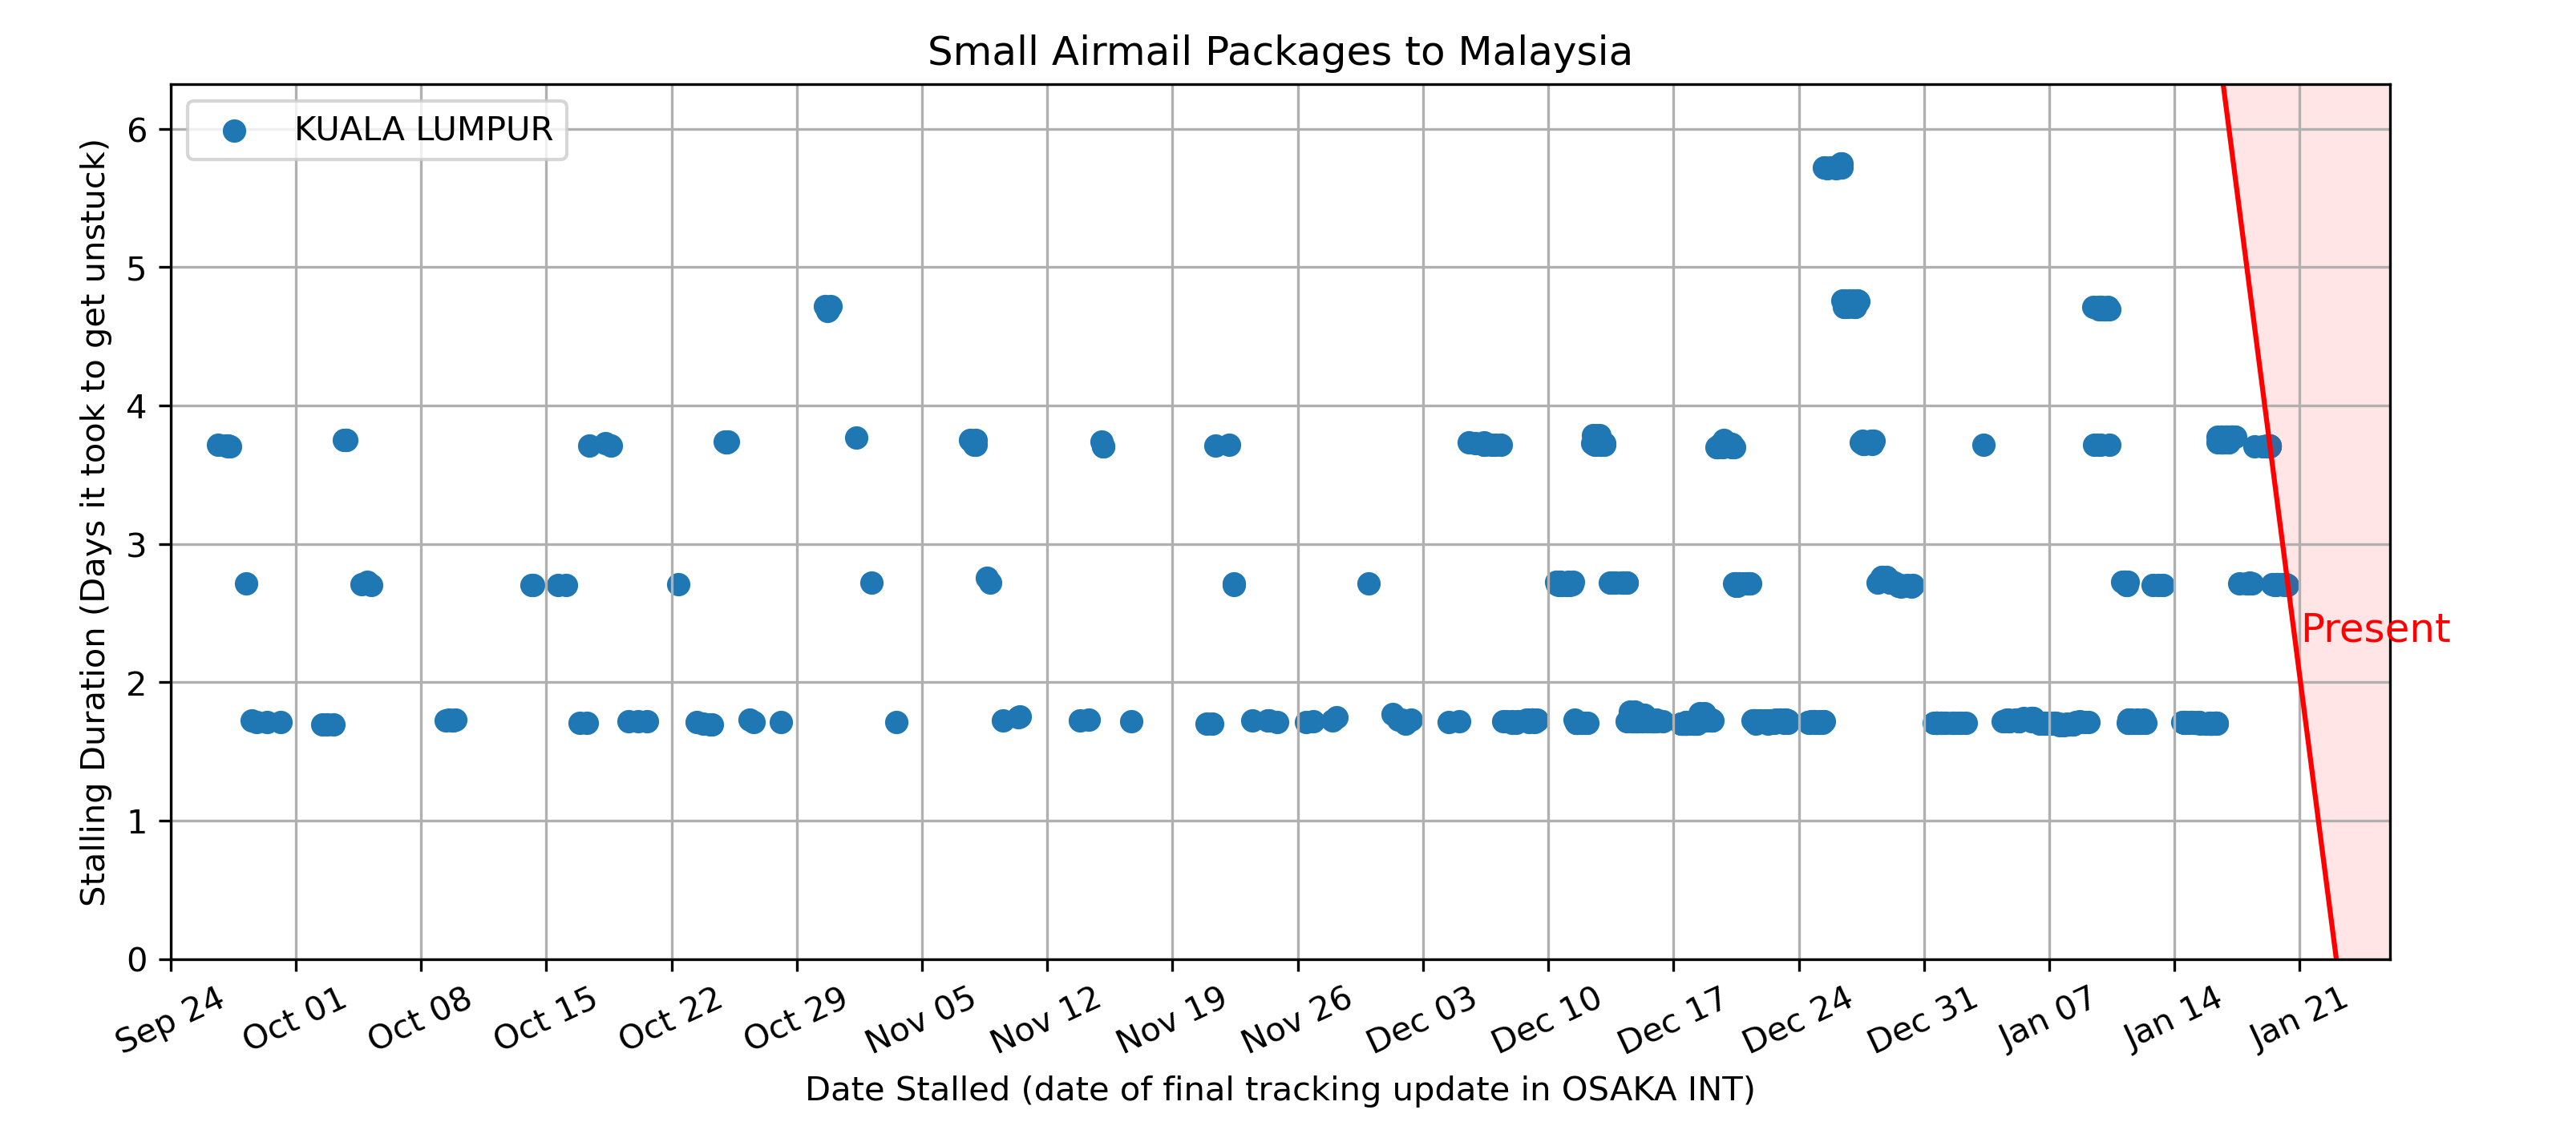 Small Airmail Packages to Malaysia
KUALA LUMPUR
Stalling Duration (Days it took to get unstuck)
6
5
4
3
2
1
0
Present
Sep 24
Oct 01
Oct 08
Oct 15
Oct 22
Oct 29
Nov 05
Nov 12
Nov 19
Nov 26
Dec 03
Dec 10
Dec 17
Dec 24
Dec 31
Jan 07
Jan 14
Jan 21
Date Stalled (date of final tracking update in OSAKA INT)